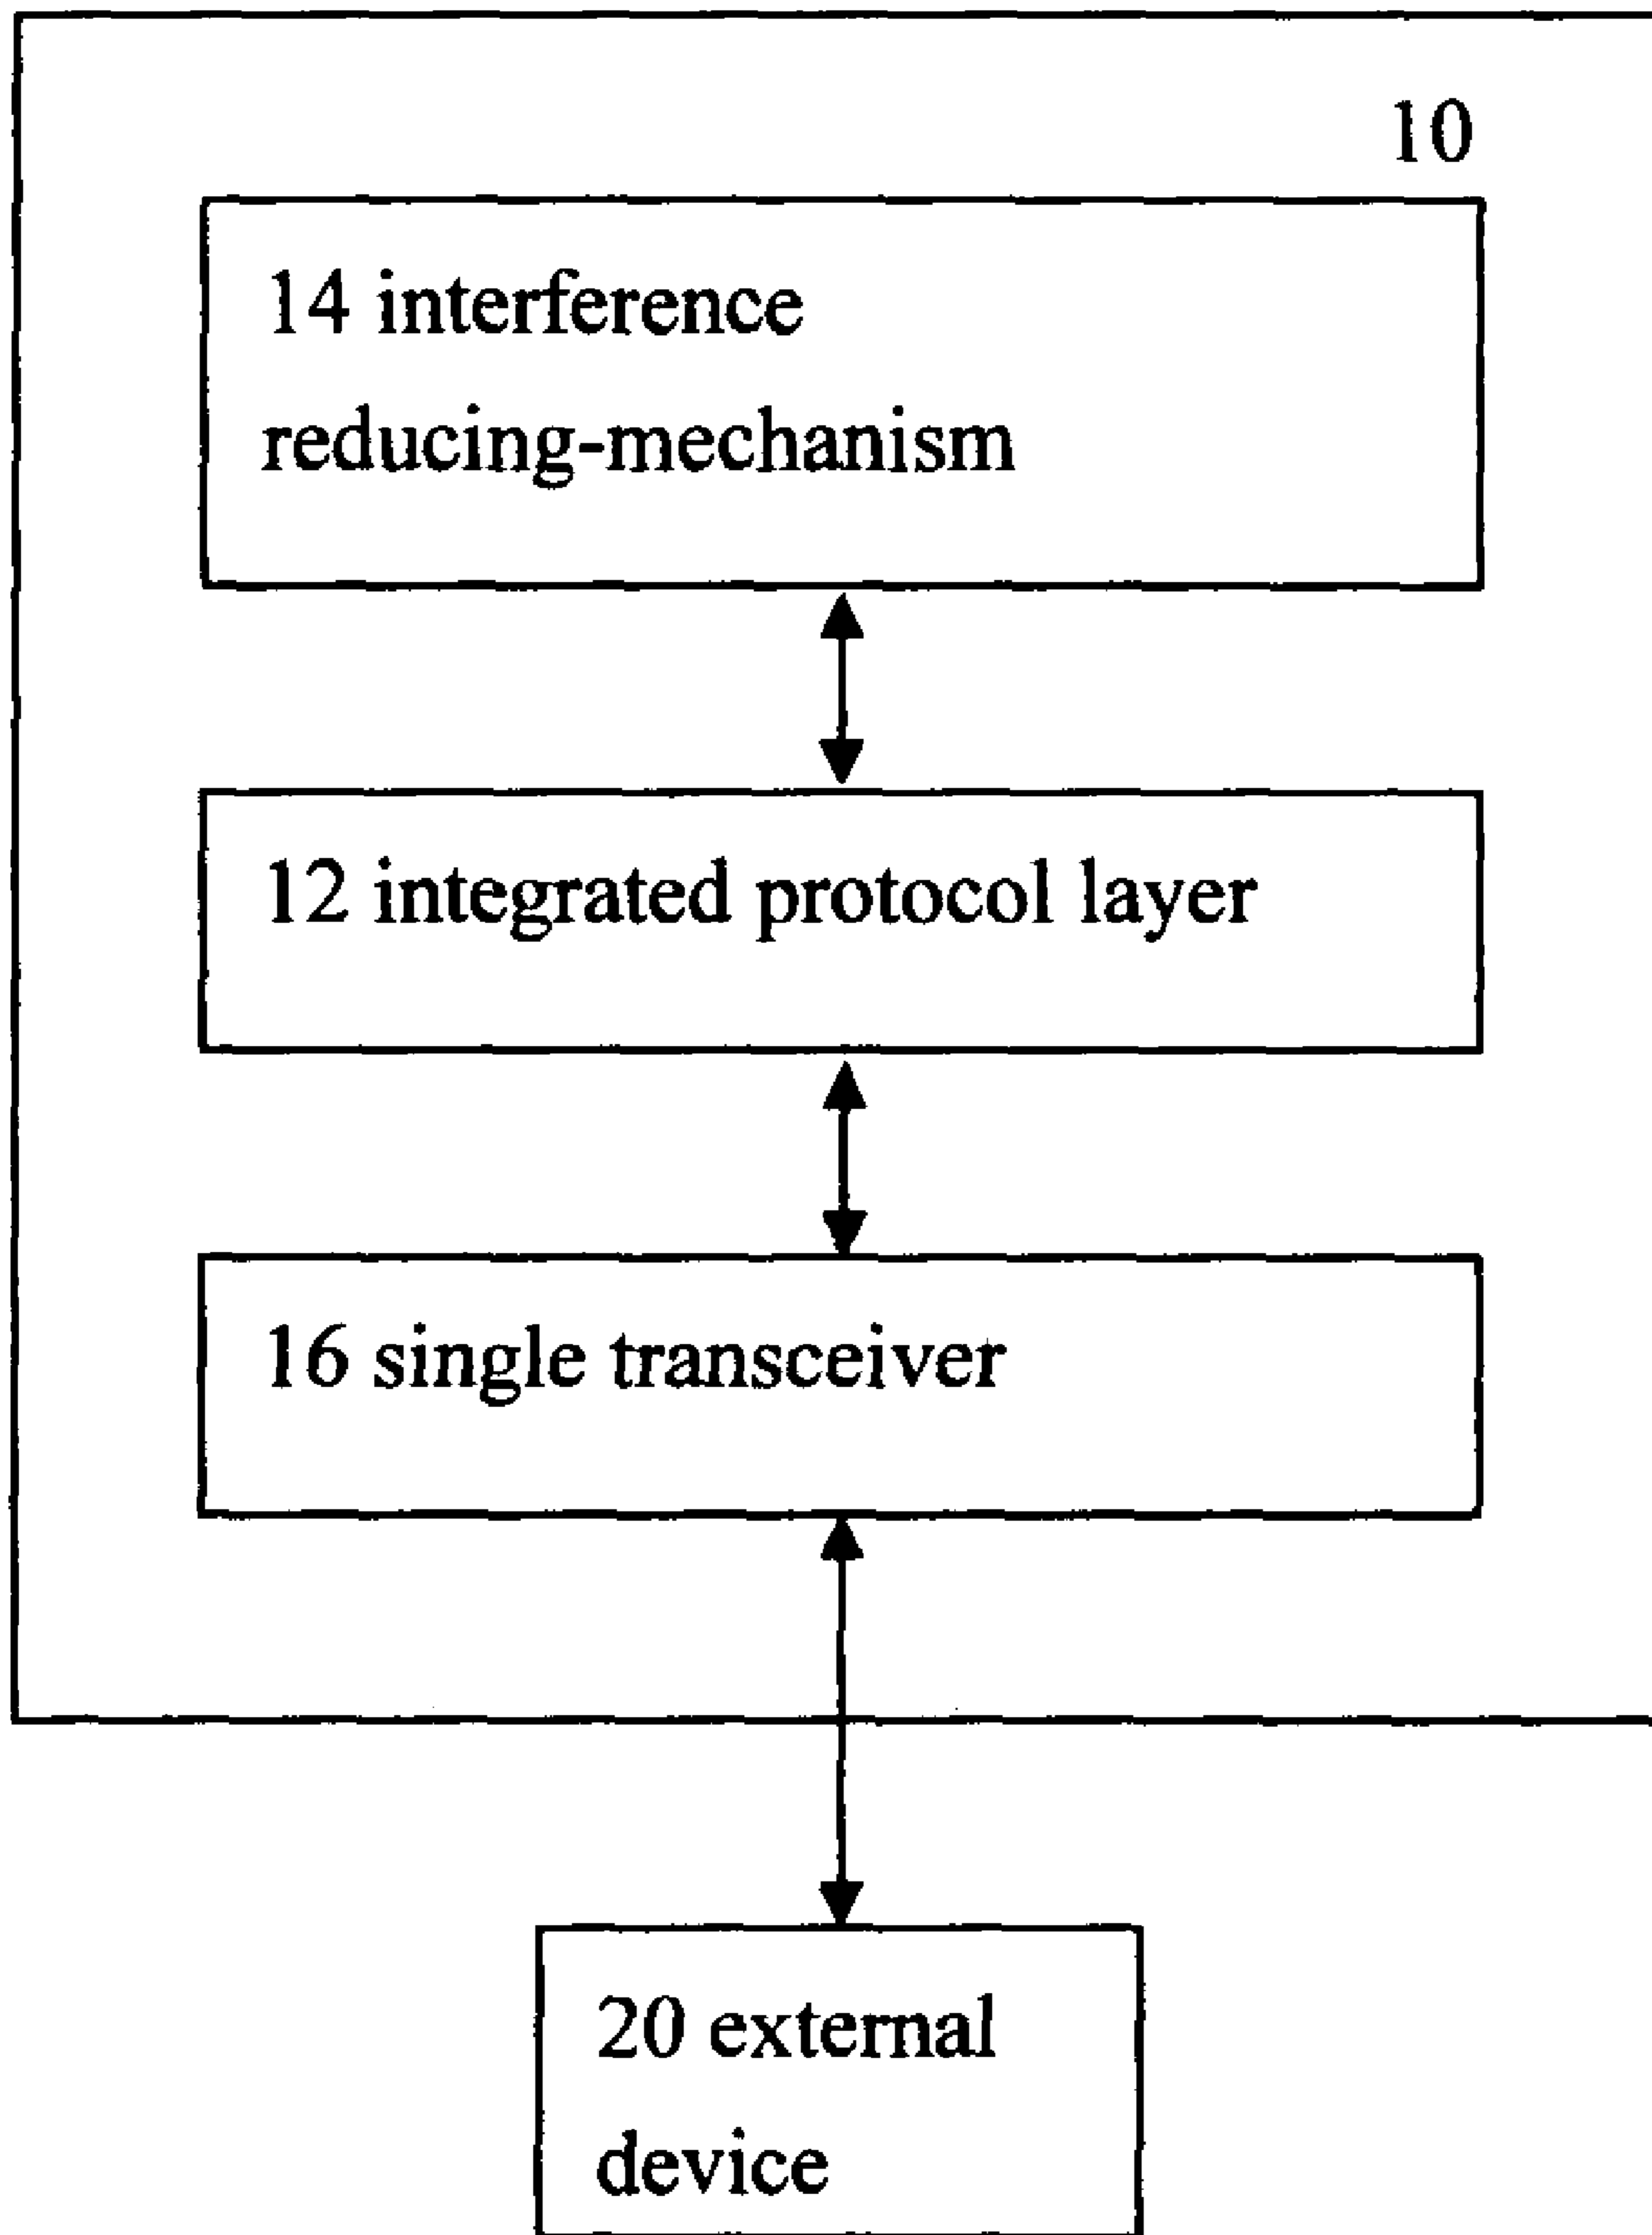 10
14 interference
reducing-mechanism
12 integrated protocol layer
16 single transceiver
20 external
device